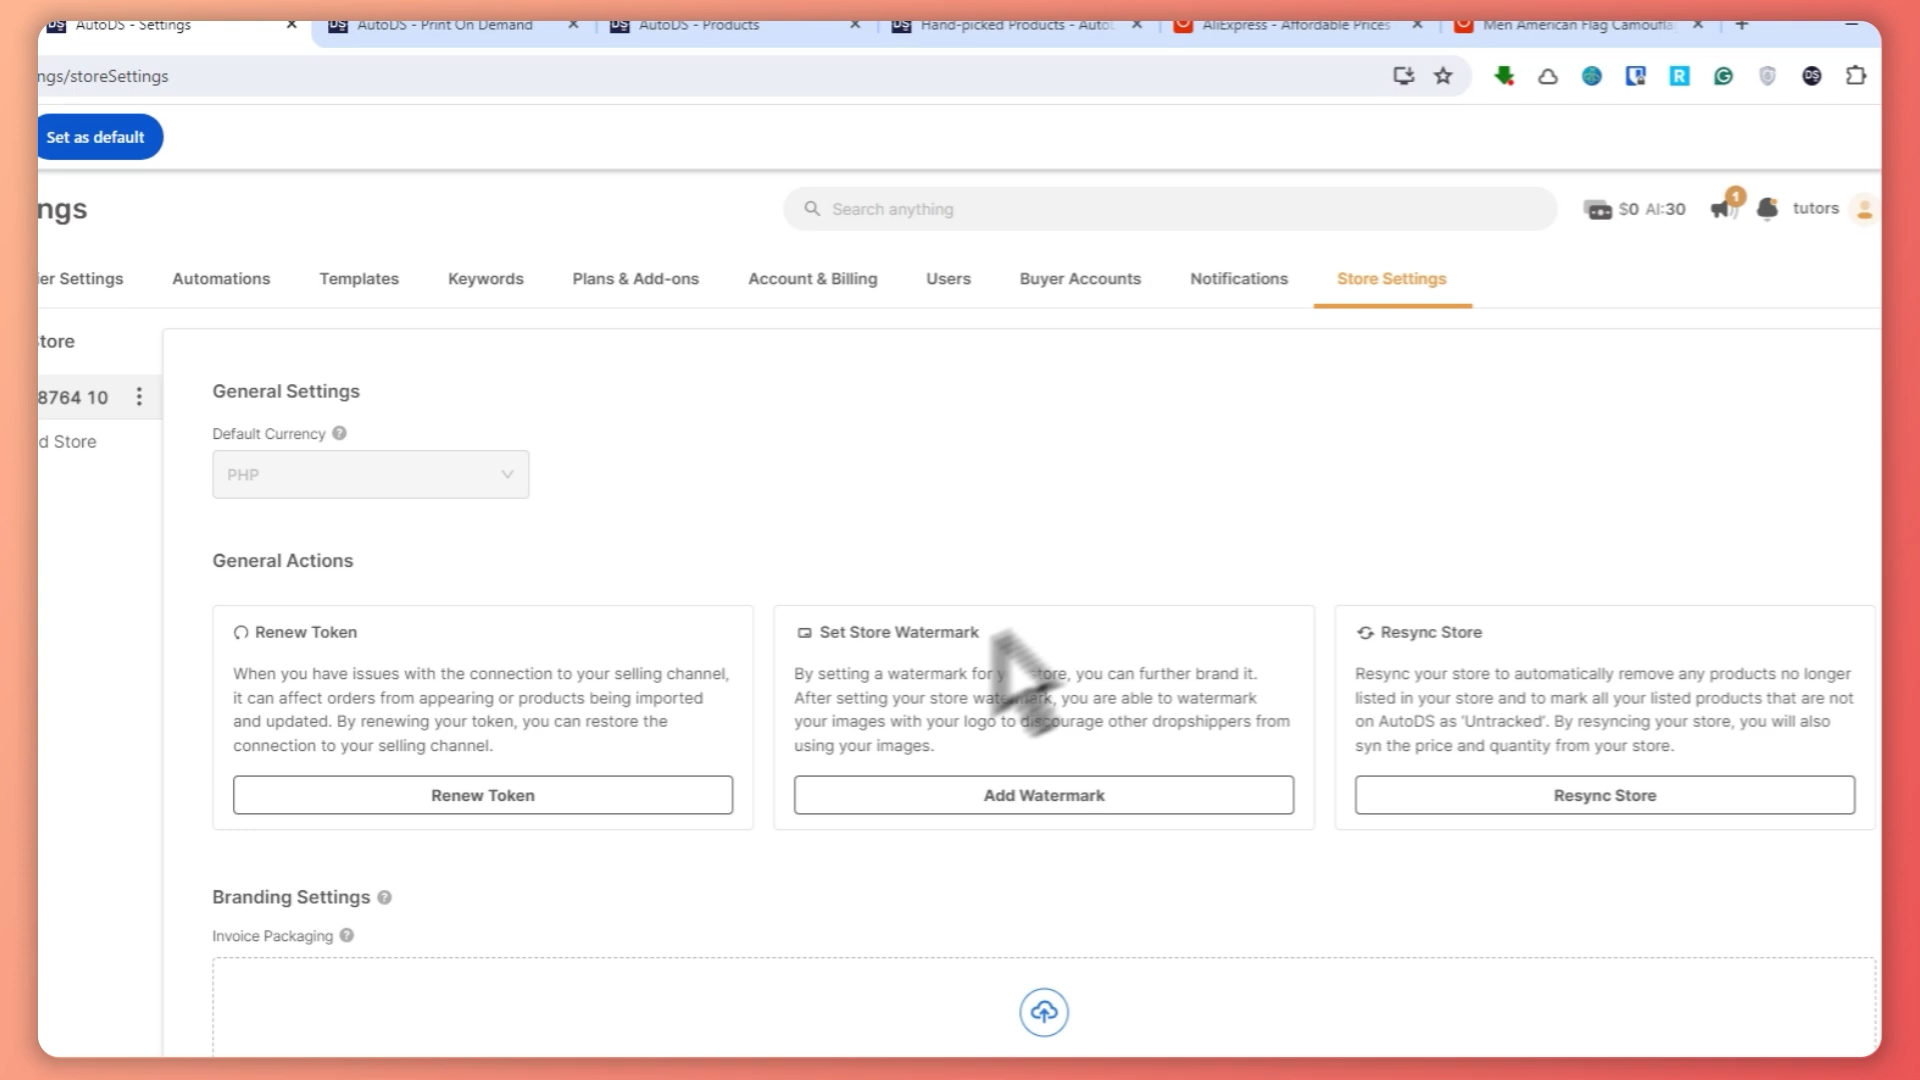 AutoDS - Settings
AutoDS - Print On Demand
AutoDS - Products
Hand-picked Products - Auto
AliExpress - Affordable Prices
Men American Flag Camoufla
ngs/storeSettings
Set as default
ngs
Search anything
$0 AI:30
1
tutors
ier Settings
Automations
Templates
Keywords
Plans & Add-ons
Account & Billing
Users
Buyer Accounts
Notifications
Store Settings
tore
8764 10
d Store
General Settings
Default Currency
PHP
General Actions
Renew Token
When you have issues with the connection to your selling channel,
it can affect orders from appearing or products being imported
and updated. By renewing your token, you can restore the
connection to your selling channel.
Renew Token
Set Store Watermark
By setting a watermark for y store, you can further brand it.
After setting your store watermark, you are able to watermark
your images with your logo to discourage other dropshippers from
using your images.
Add Watermark
Resync Store
Resync your store to automatically remove any products no longer
listed in your store and to mark all your listed products that are not
on AutoDS as 'Untracked'. By resyncing your store, you will also
syn the price and quantity from your store.
Resync Store
Branding Settings
Invoice Packaging